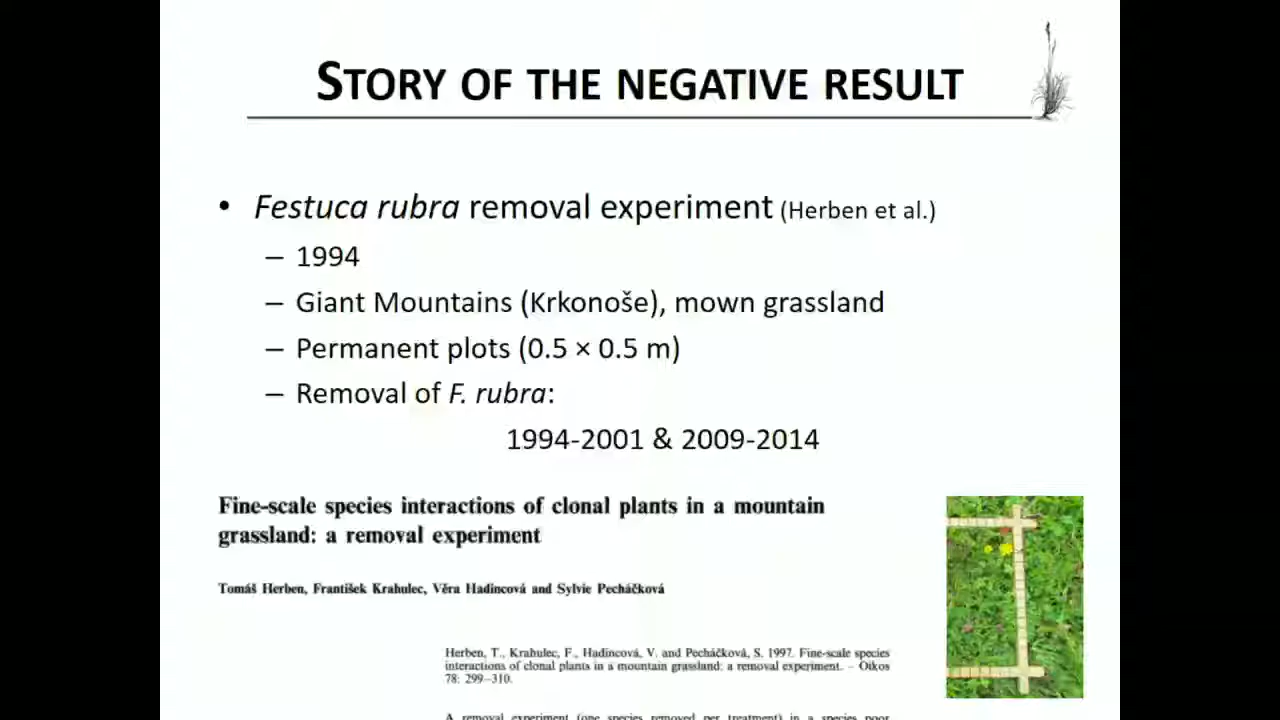 STORY OF THE NEGATIVE RESULT
• Festuca rubra removal experiment (Herben et al.)
– 1994
– Giant Mountains (Krkonoše), mown grassland
– Permanent plots (0.5 × 0.5 m)
– Removal of F. rubra:
1994-2001 & 2009-2014
Fine-scale species interactions of clonal plants in a mountain
grassland: a removal experiment
Tomáš Herben, František Krahulec, Věra Hadincová and Sylvie Pecháčková
Herben, T., Krahulec, F., Hadincová, V. and Pecháčková, S. 1997. Fine-scale species
interactions of clonal plants in a mountain grassland: a removal experiment. – Oikos
78: 299–310.
A removal experiment (one species removed per treatment) in a species poor